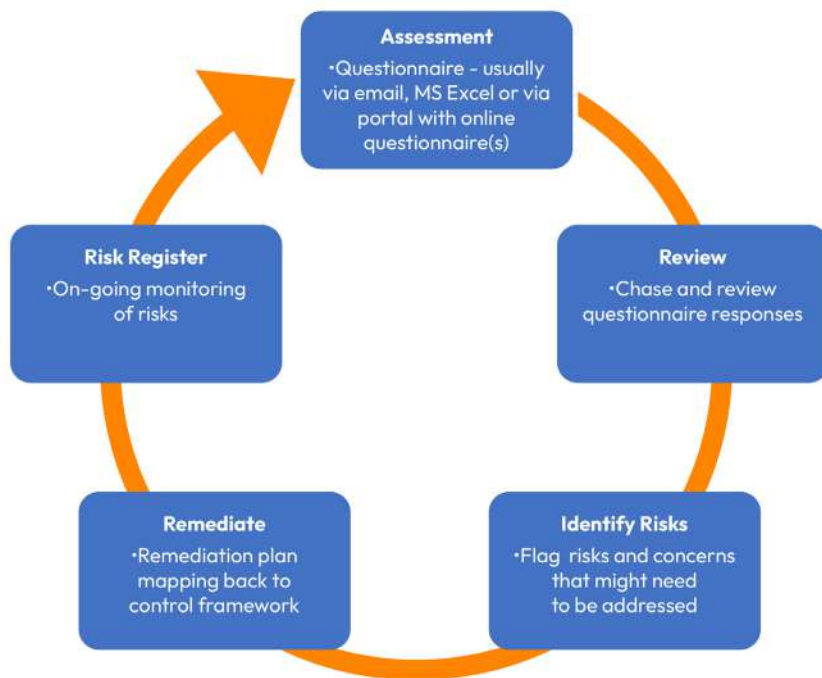 Assessment
•Questionnaire - usually
via email, MS Excel or via
portal with online
questionnaire(s)
Review
•Chase and review
questionnaire responses
Identify Risks
•Flag risks and concerns
that might need
to be addressed
Remediate
•Remediation plan
mapping back to
control framework
Risk Register
•On-going monitoring
of risks